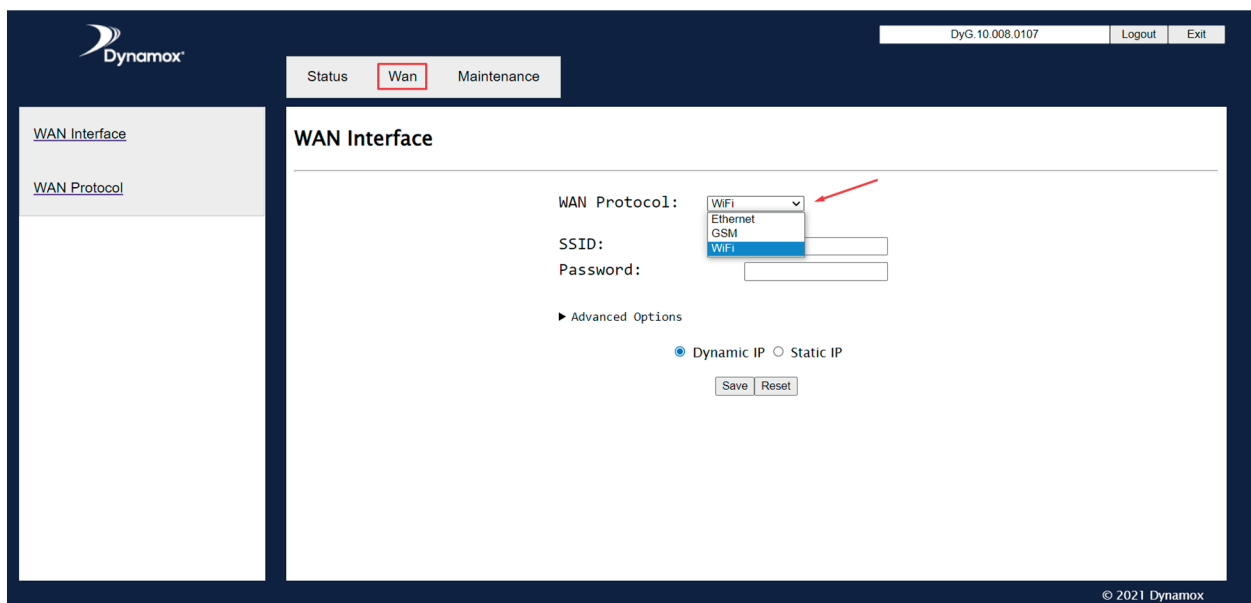 Dynamox
DyG.10.008.0107 Logout Exit
Status Wan Maintenance
WAN Interface
WAN Protocol
WAN Interface
WAN Protocol: WiFi
Ethernet
GSM
WiFi
SSID:
Password:
Advanced Options
Dynamic IP Static IP
Save Reset
© 2021 Dynamox